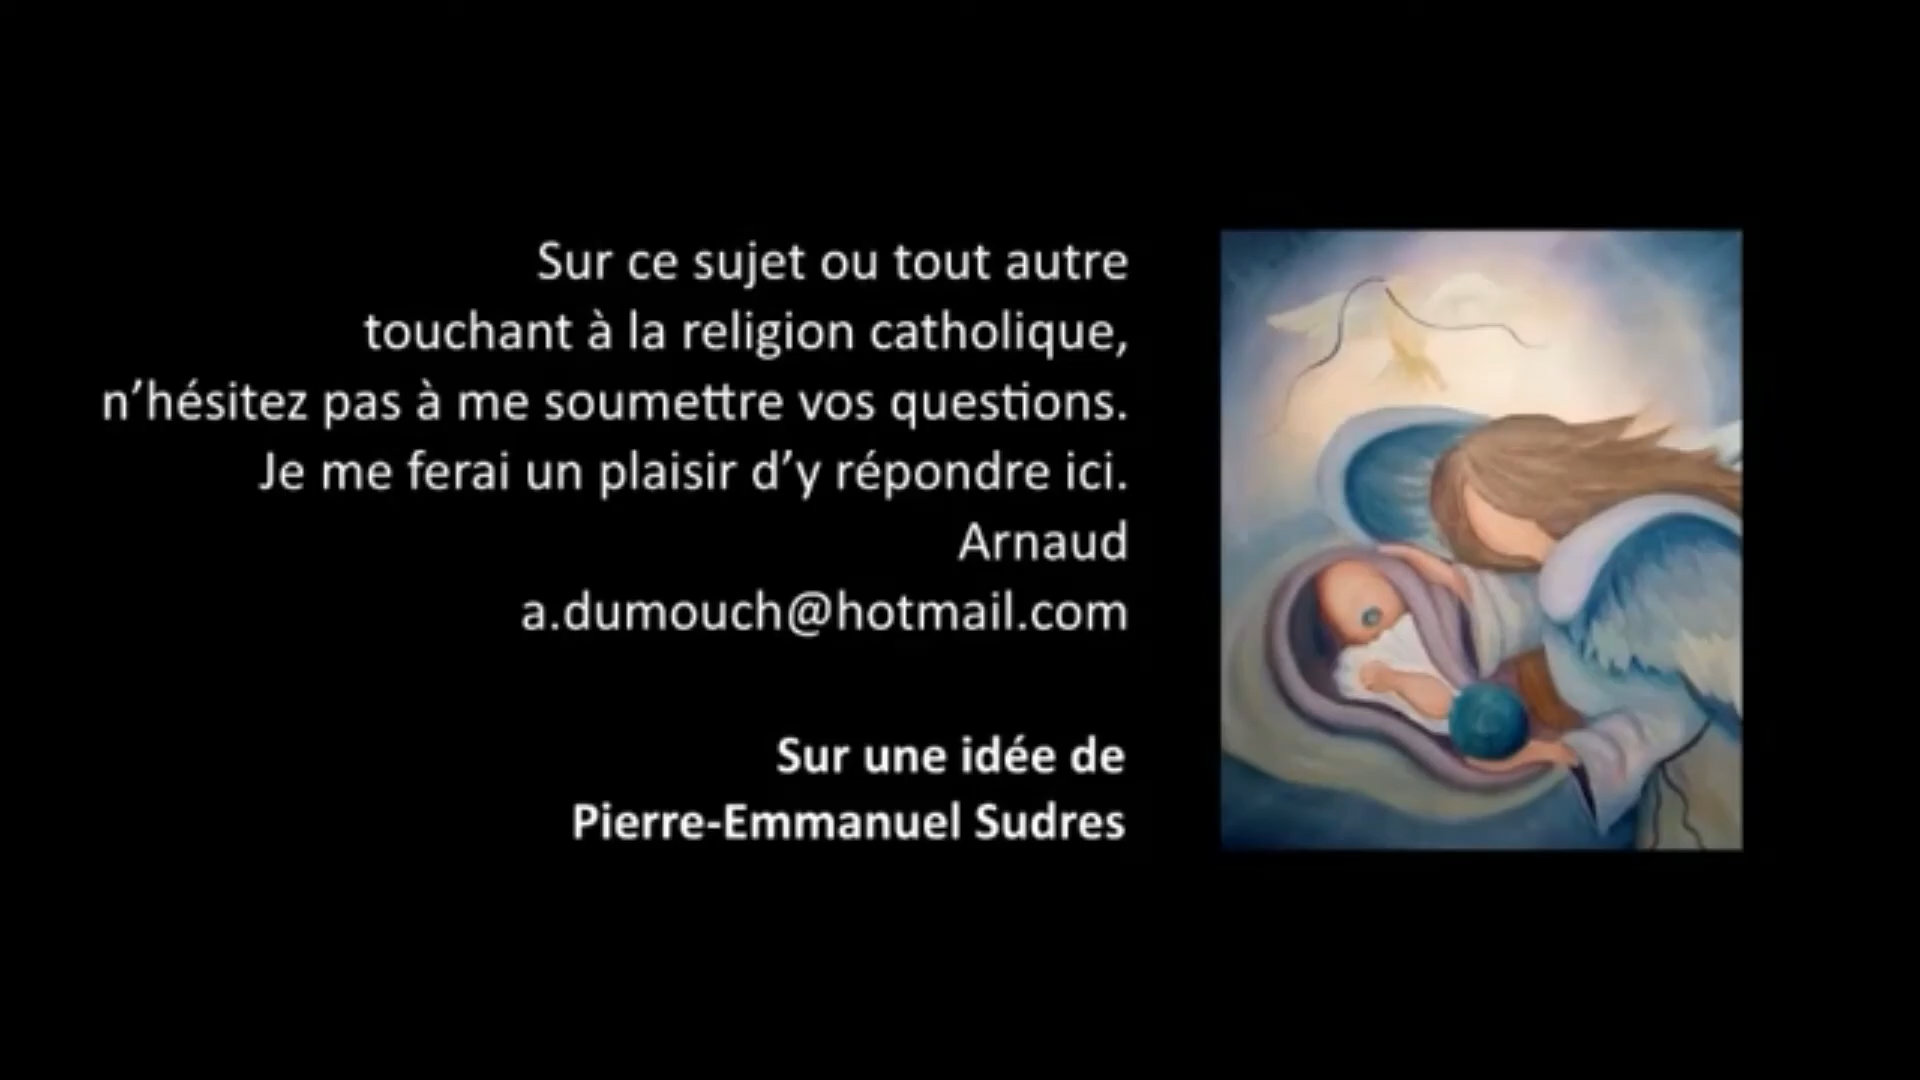 Sur ce sujet ou tout autre
touchant à la religion catholique,
n’hésitez pas à me soumettre vos questions.
Je me ferai un plaisir d’y répondre ici.
Arnaud
a.dumouch@hotmail.com
Sur une idée de
Pierre-Emmanuel Sudres